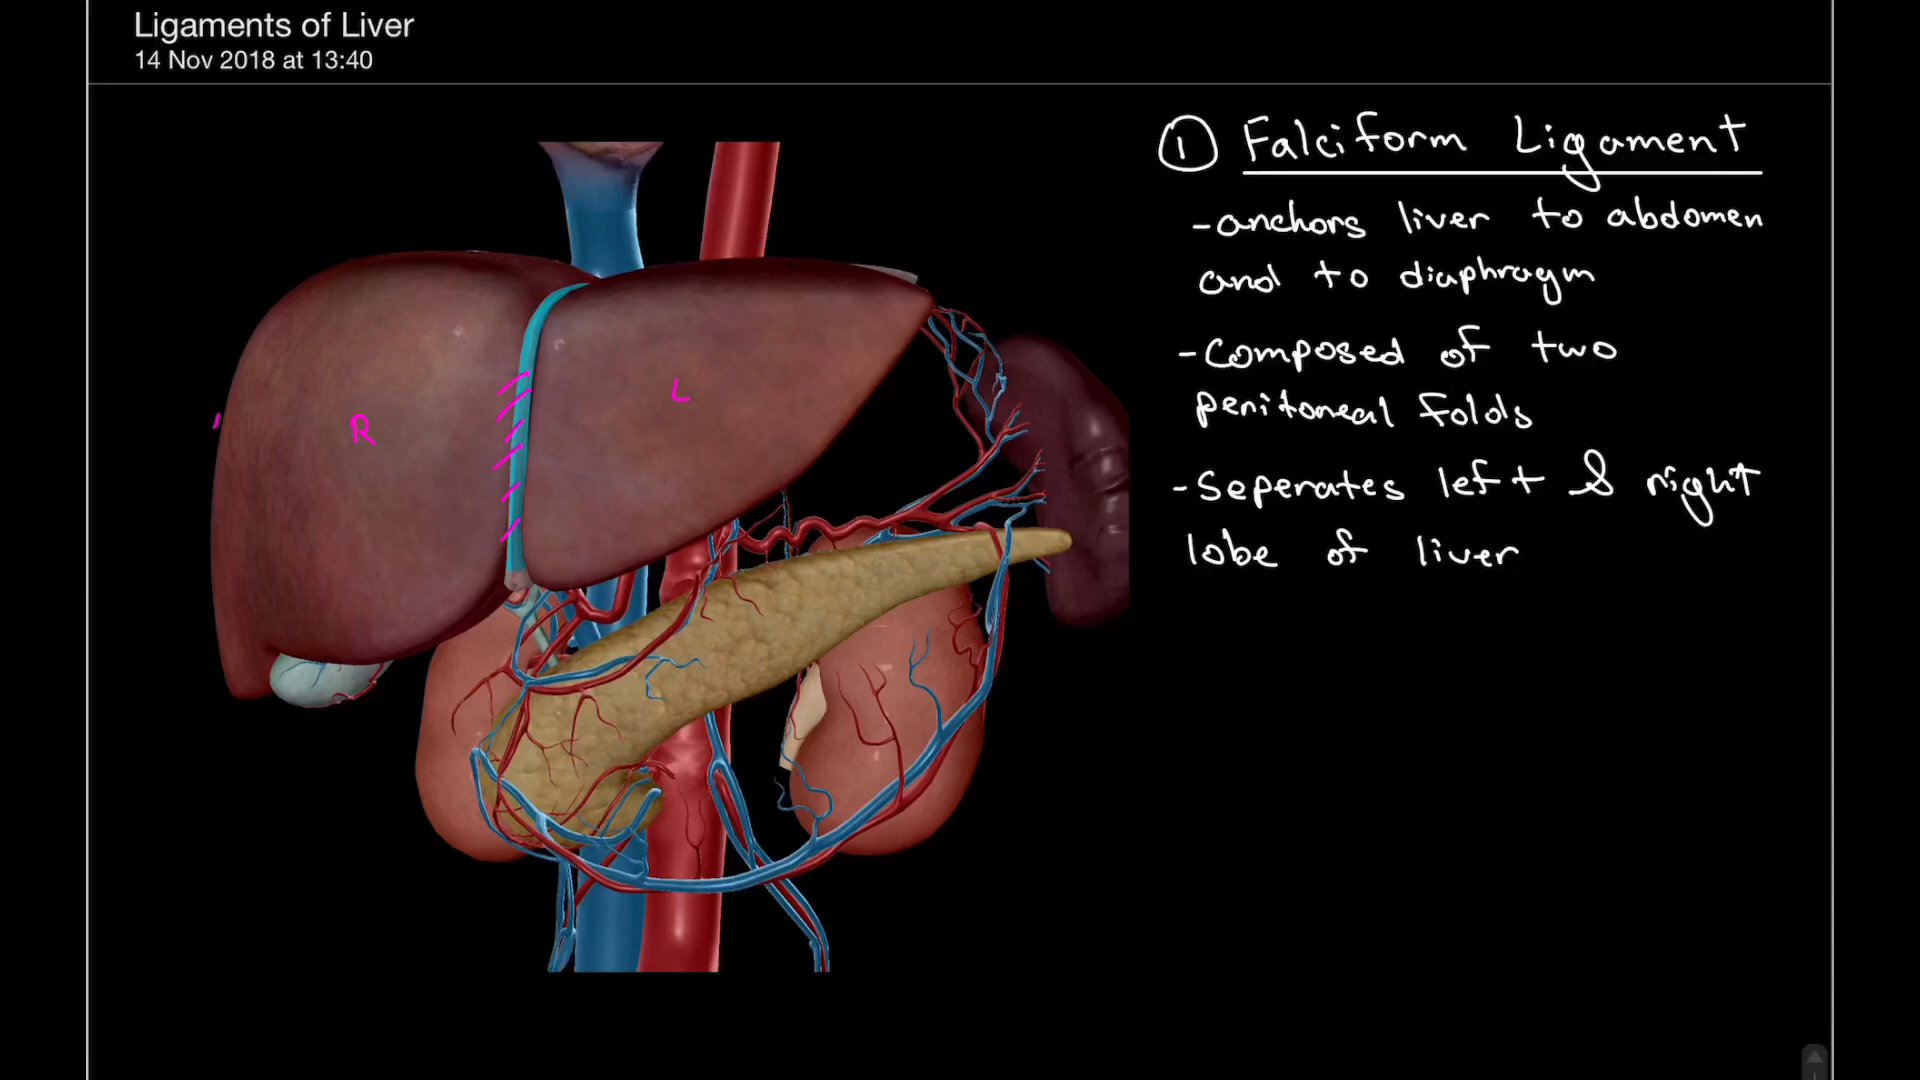 Ligaments of Liver
14 Nov 2018 at 13:40
① Falciform Ligament
-anchors liver to abdomen
and to diaphragm
-Composed of two
peritoneal folds
-Seperates left & right
lobe of liver
R
L